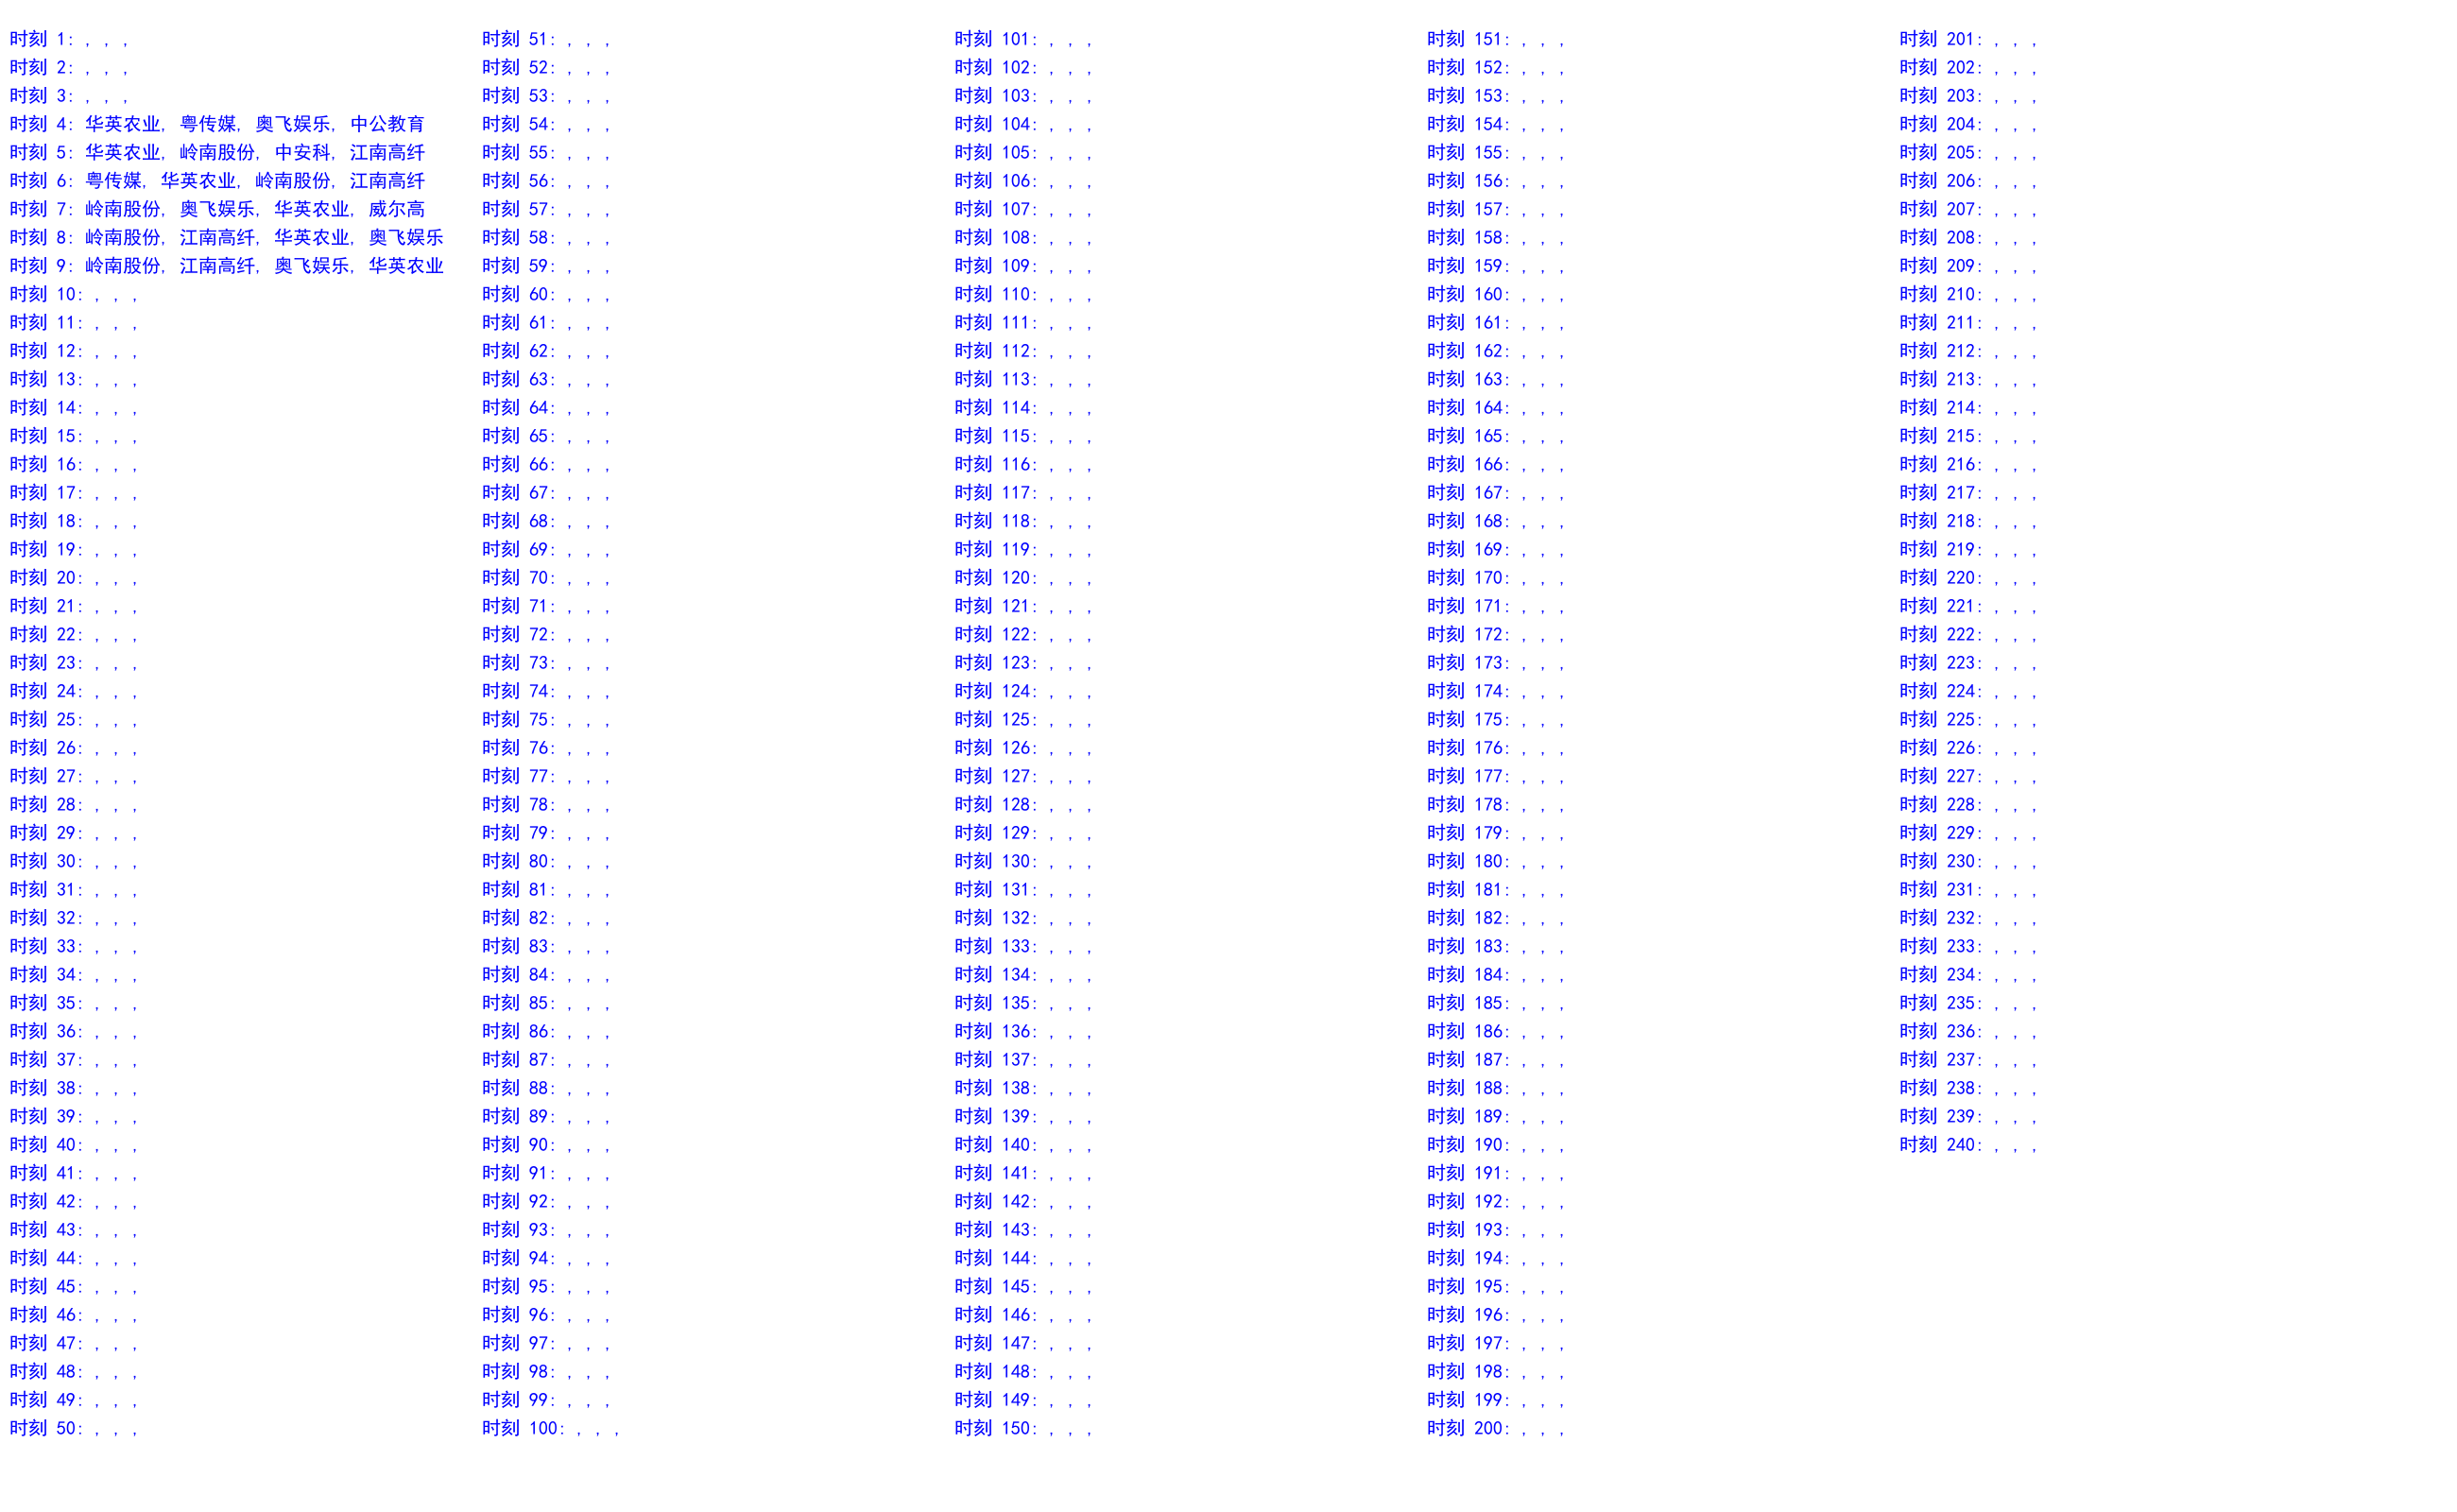 时刻 1: , , ,
时刻 2: , , ,
时刻 3: , , ,
时刻 4: 华英农业, 粤传媒, 奥飞娱乐, 中公教育
时刻 5: 华英农业, 岭南股份, 中安科, 江南高纤
时刻 6: 粤传媒, 华英农业, 岭南股份, 江南高纤
时刻 7: 岭南股份, 奥飞娱乐, 华英农业, 威尔高
时刻 8: 岭南股份, 江南高纤, 华英农业, 奥飞娱乐
时刻 9: 岭南股份, 江南高纤, 奥飞娱乐, 华英农业
时刻 10: , , ,
时刻 11: , , ,
时刻 12: , , ,
时刻 13: , , ,
时刻 14: , , ,
时刻 15: , , ,
时刻 16: , , ,
时刻 17: , , ,
时刻 18: , , ,
时刻 19: , , ,
时刻 20: , , ,
时刻 21: , , ,
时刻 22: , , ,
时刻 23: , , ,
时刻 24: , , ,
时刻 25: , , ,
时刻 26: , , ,
时刻 27: , , ,
时刻 28: , , ,
时刻 29: , , ,
时刻 30: , , ,
时刻 31: , , ,
时刻 32: , , ,
时刻 33: , , ,
时刻 34: , , ,
时刻 35: , , ,
时刻 36: , , ,
时刻 37: , , ,
时刻 38: , , ,
时刻 39: , , ,
时刻 40: , , ,
时刻 41: , , ,
时刻 42: , , ,
时刻 43: , , ,
时刻 44: , , ,
时刻 45: , , ,
时刻 46: , , ,
时刻 47: , , ,
时刻 48: , , ,
时刻 49: , , ,
时刻 50: , , ,
时刻 51: , , ,
时刻 52: , , ,
时刻 53: , , ,
时刻 54: , , ,
时刻 55: , , ,
时刻 56: , , ,
时刻 57: , , ,
时刻 58: , , ,
时刻 59: , , ,
时刻 60: , , ,
时刻 61: , , ,
时刻 62: , , ,
时刻 63: , , ,
时刻 64: , , ,
时刻 65: , , ,
时刻 66: , , ,
时刻 67: , , ,
时刻 68: , , ,
时刻 69: , , ,
时刻 70: , , ,
时刻 71: , , ,
时刻 72: , , ,
时刻 73: , , ,
时刻 74: , , ,
时刻 75: , , ,
时刻 76: , , ,
时刻 77: , , ,
时刻 78: , , ,
时刻 79: , , ,
时刻 80: , , ,
时刻 81: , , ,
时刻 82: , , ,
时刻 83: , , ,
时刻 84: , , ,
时刻 85: , , ,
时刻 86: , , ,
时刻 87: , , ,
时刻 88: , , ,
时刻 89: , , ,
时刻 90: , , ,
时刻 91: , , ,
时刻 92: , , ,
时刻 93: , , ,
时刻 94: , , ,
时刻 95: , , ,
时刻 96: , , ,
时刻 97: , , ,
时刻 98: , , ,
时刻 99: , , ,
时刻 100: , , ,
时刻 101: , , ,
时刻 102: , , ,
时刻 103: , , ,
时刻 104: , , ,
时刻 105: , , ,
时刻 106: , , ,
时刻 107: , , ,
时刻 108: , , ,
时刻 109: , , ,
时刻 110: , , ,
时刻 111: , , ,
时刻 112: , , ,
时刻 113: , , ,
时刻 114: , , ,
时刻 115: , , ,
时刻 116: , , ,
时刻 117: , , ,
时刻 118: , , ,
时刻 119: , , ,
时刻 120: , , ,
时刻 121: , , ,
时刻 122: , , ,
时刻 123: , , ,
时刻 124: , , ,
时刻 125: , , ,
时刻 126: , , ,
时刻 127: , , ,
时刻 128: , , ,
时刻 129: , , ,
时刻 130: , , ,
时刻 131: , , ,
时刻 132: , , ,
时刻 133: , , ,
时刻 134: , , ,
时刻 135: , , ,
时刻 136: , , ,
时刻 137: , , ,
时刻 138: , , ,
时刻 139: , , ,
时刻 140: , , ,
时刻 141: , , ,
时刻 142: , , ,
时刻 143: , , ,
时刻 144: , , ,
时刻 145: , , ,
时刻 146: , , ,
时刻 147: , , ,
时刻 148: , , ,
时刻 149: , , ,
时刻 150: , , ,
时刻 151: , , ,
时刻 152: , , ,
时刻 153: , , ,
时刻 154: , , ,
时刻 155: , , ,
时刻 156: , , ,
时刻 157: , , ,
时刻 158: , , ,
时刻 159: , , ,
时刻 160: , , ,
时刻 161: , , ,
时刻 162: , , ,
时刻 163: , , ,
时刻 164: , , ,
时刻 165: , , ,
时刻 166: , , ,
时刻 167: , , ,
时刻 168: , , ,
时刻 169: , , ,
时刻 170: , , ,
时刻 171: , , ,
时刻 172: , , ,
时刻 173: , , ,
时刻 174: , , ,
时刻 175: , , ,
时刻 176: , , ,
时刻 177: , , ,
时刻 178: , , ,
时刻 179: , , ,
时刻 180: , , ,
时刻 181: , , ,
时刻 182: , , ,
时刻 183: , , ,
时刻 184: , , ,
时刻 185: , , ,
时刻 186: , , ,
时刻 187: , , ,
时刻 188: , , ,
时刻 189: , , ,
时刻 190: , , ,
时刻 191: , , ,
时刻 192: , , ,
时刻 193: , , ,
时刻 194: , , ,
时刻 195: , , ,
时刻 196: , , ,
时刻 197: , , ,
时刻 198: , , ,
时刻 199: , , ,
时刻 200: , , ,
时刻 201: , , ,
时刻 202: , , ,
时刻 203: , , ,
时刻 204: , , ,
时刻 205: , , ,
时刻 206: , , ,
时刻 207: , , ,
时刻 208: , , ,
时刻 209: , , ,
时刻 210: , , ,
时刻 211: , , ,
时刻 212: , , ,
时刻 213: , , ,
时刻 214: , , ,
时刻 215: , , ,
时刻 216: , , ,
时刻 217: , , ,
时刻 218: , , ,
时刻 219: , , ,
时刻 220: , , ,
时刻 221: , , ,
时刻 222: , , ,
时刻 223: , , ,
时刻 224: , , ,
时刻 225: , , ,
时刻 226: , , ,
时刻 227: , , ,
时刻 228: , , ,
时刻 229: , , ,
时刻 230: , , ,
时刻 231: , , ,
时刻 232: , , ,
时刻 233: , , ,
时刻 234: , , ,
时刻 235: , , ,
时刻 236: , , ,
时刻 237: , , ,
时刻 238: , , ,
时刻 239: , , ,
时刻 240: , , ,